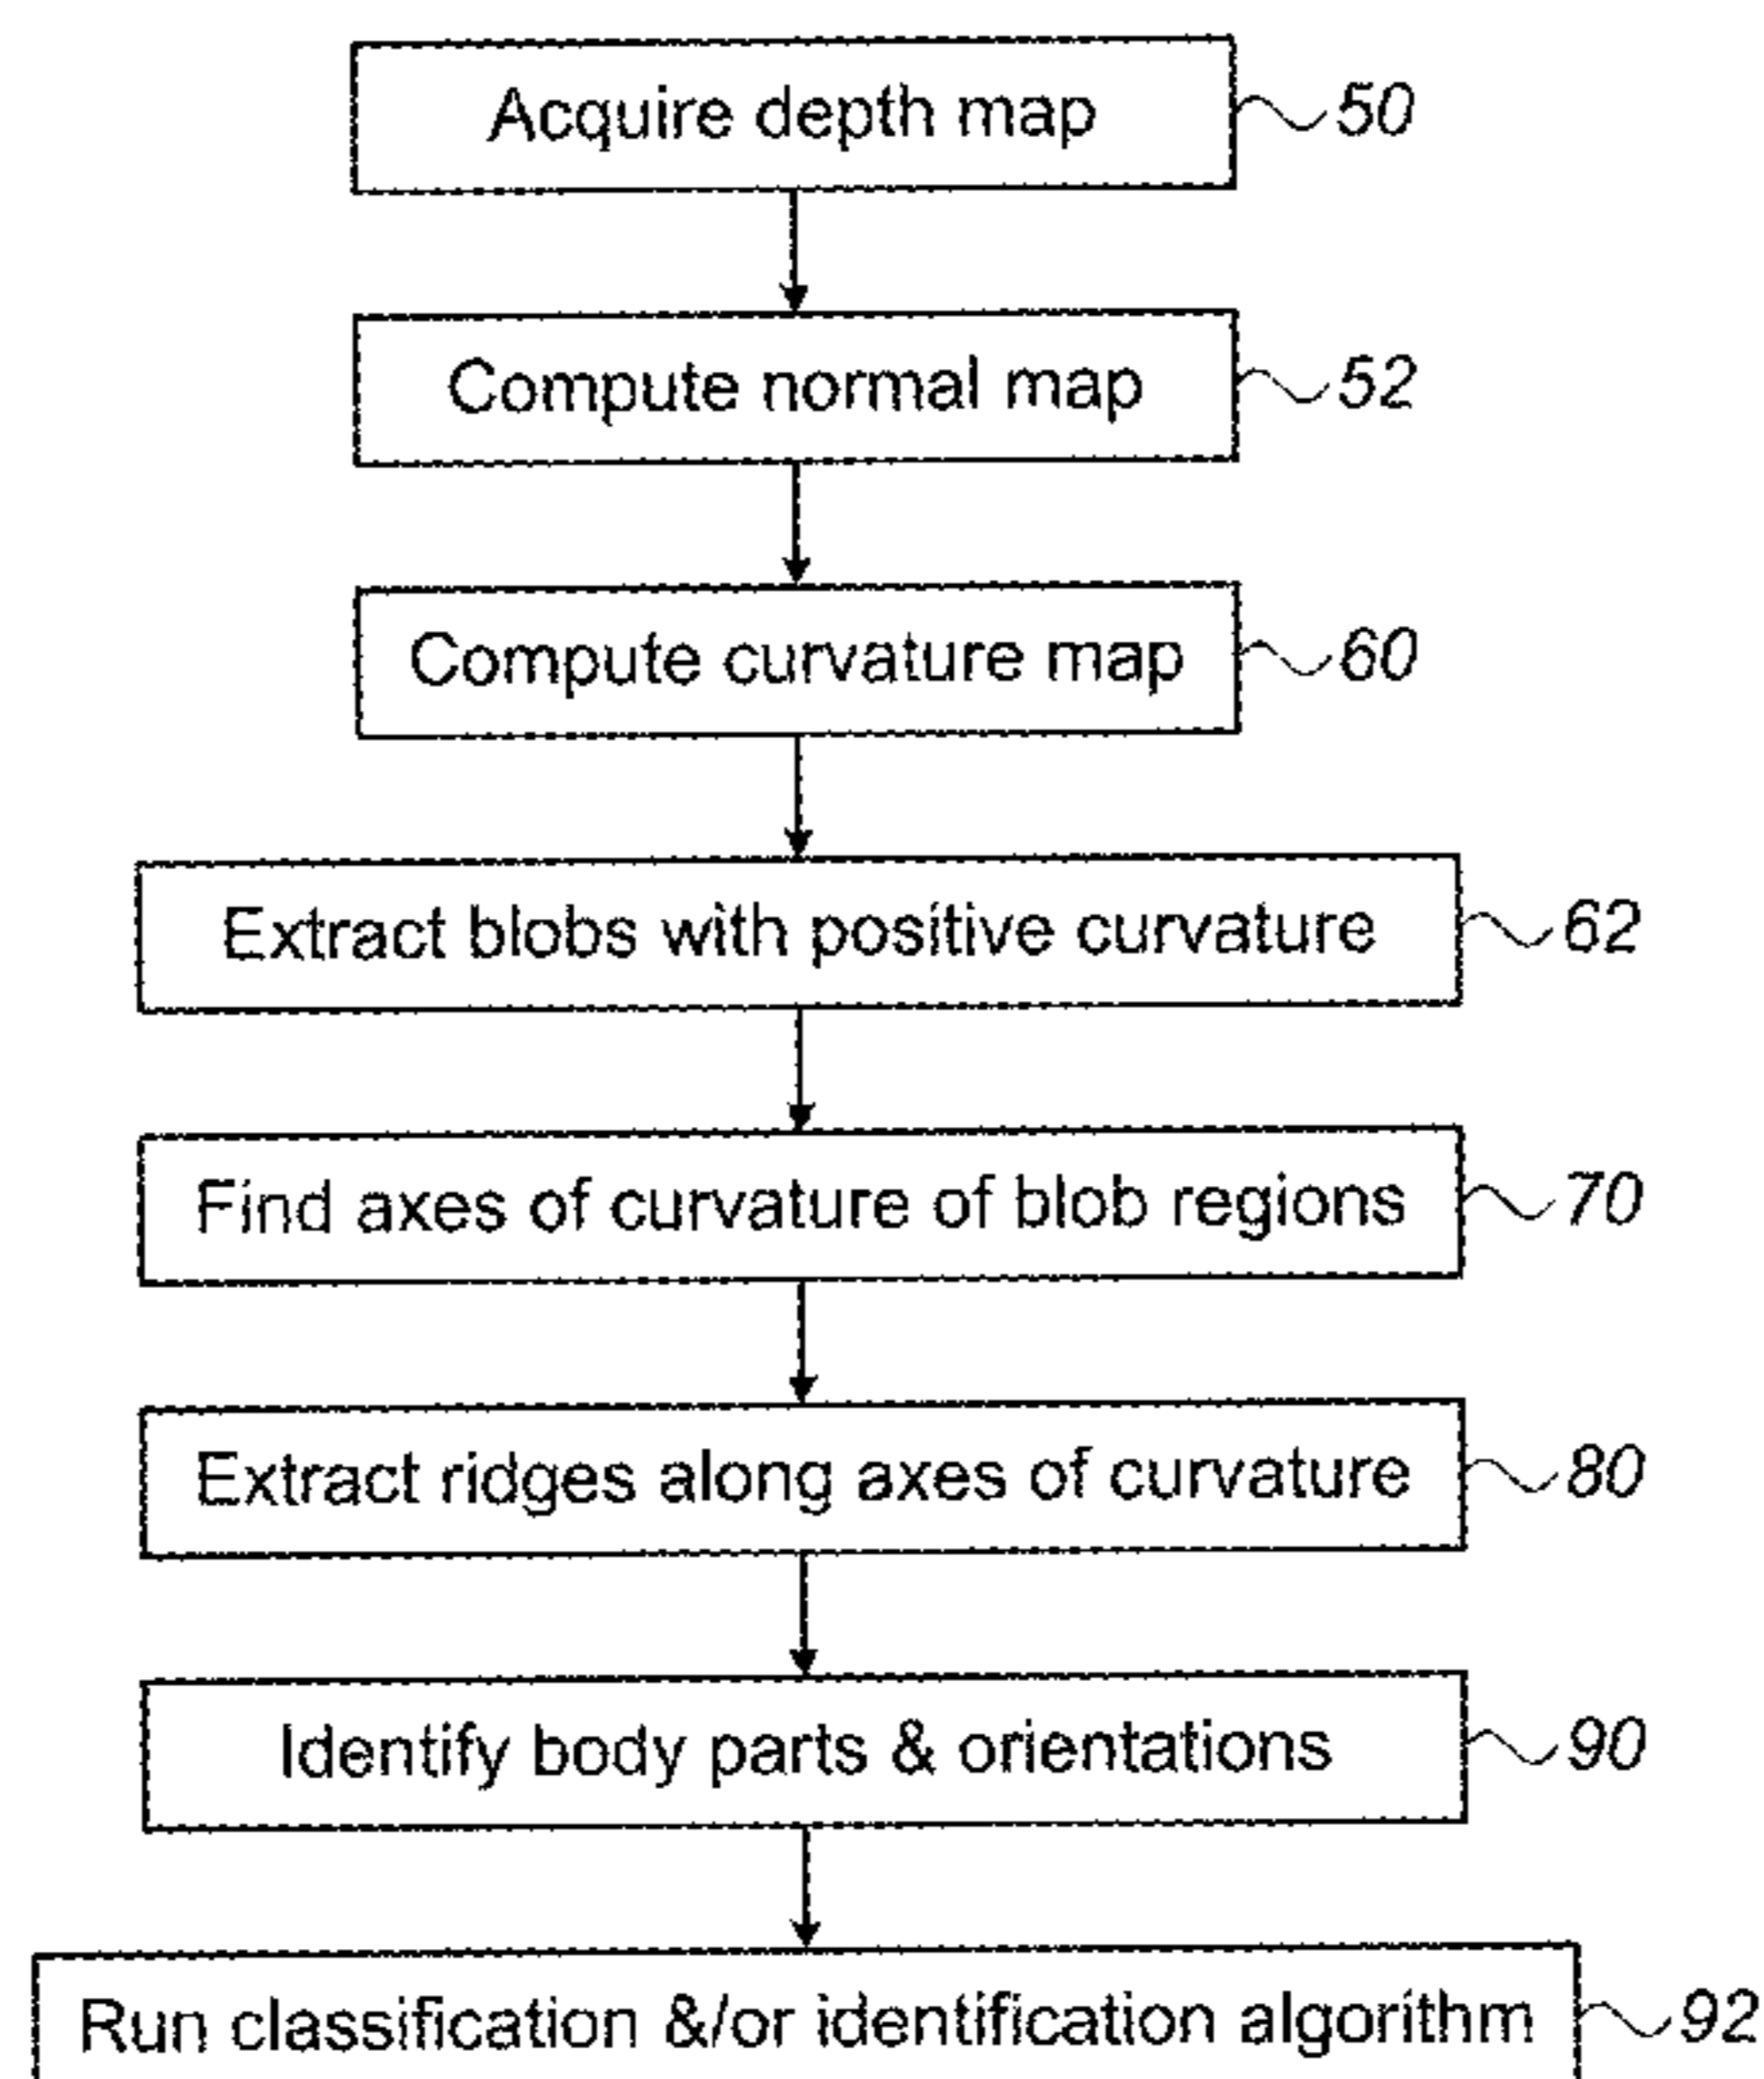 Acquire depth map 50
Compute normal map 52
Compute curvature map 60
Extract blobs with positive curvature 62
Find axes of curvature of blob regions 70
Extract ridges along axes of curvature 80
Identify body parts & orientations 90
Run classification &/or identification algorithm 92